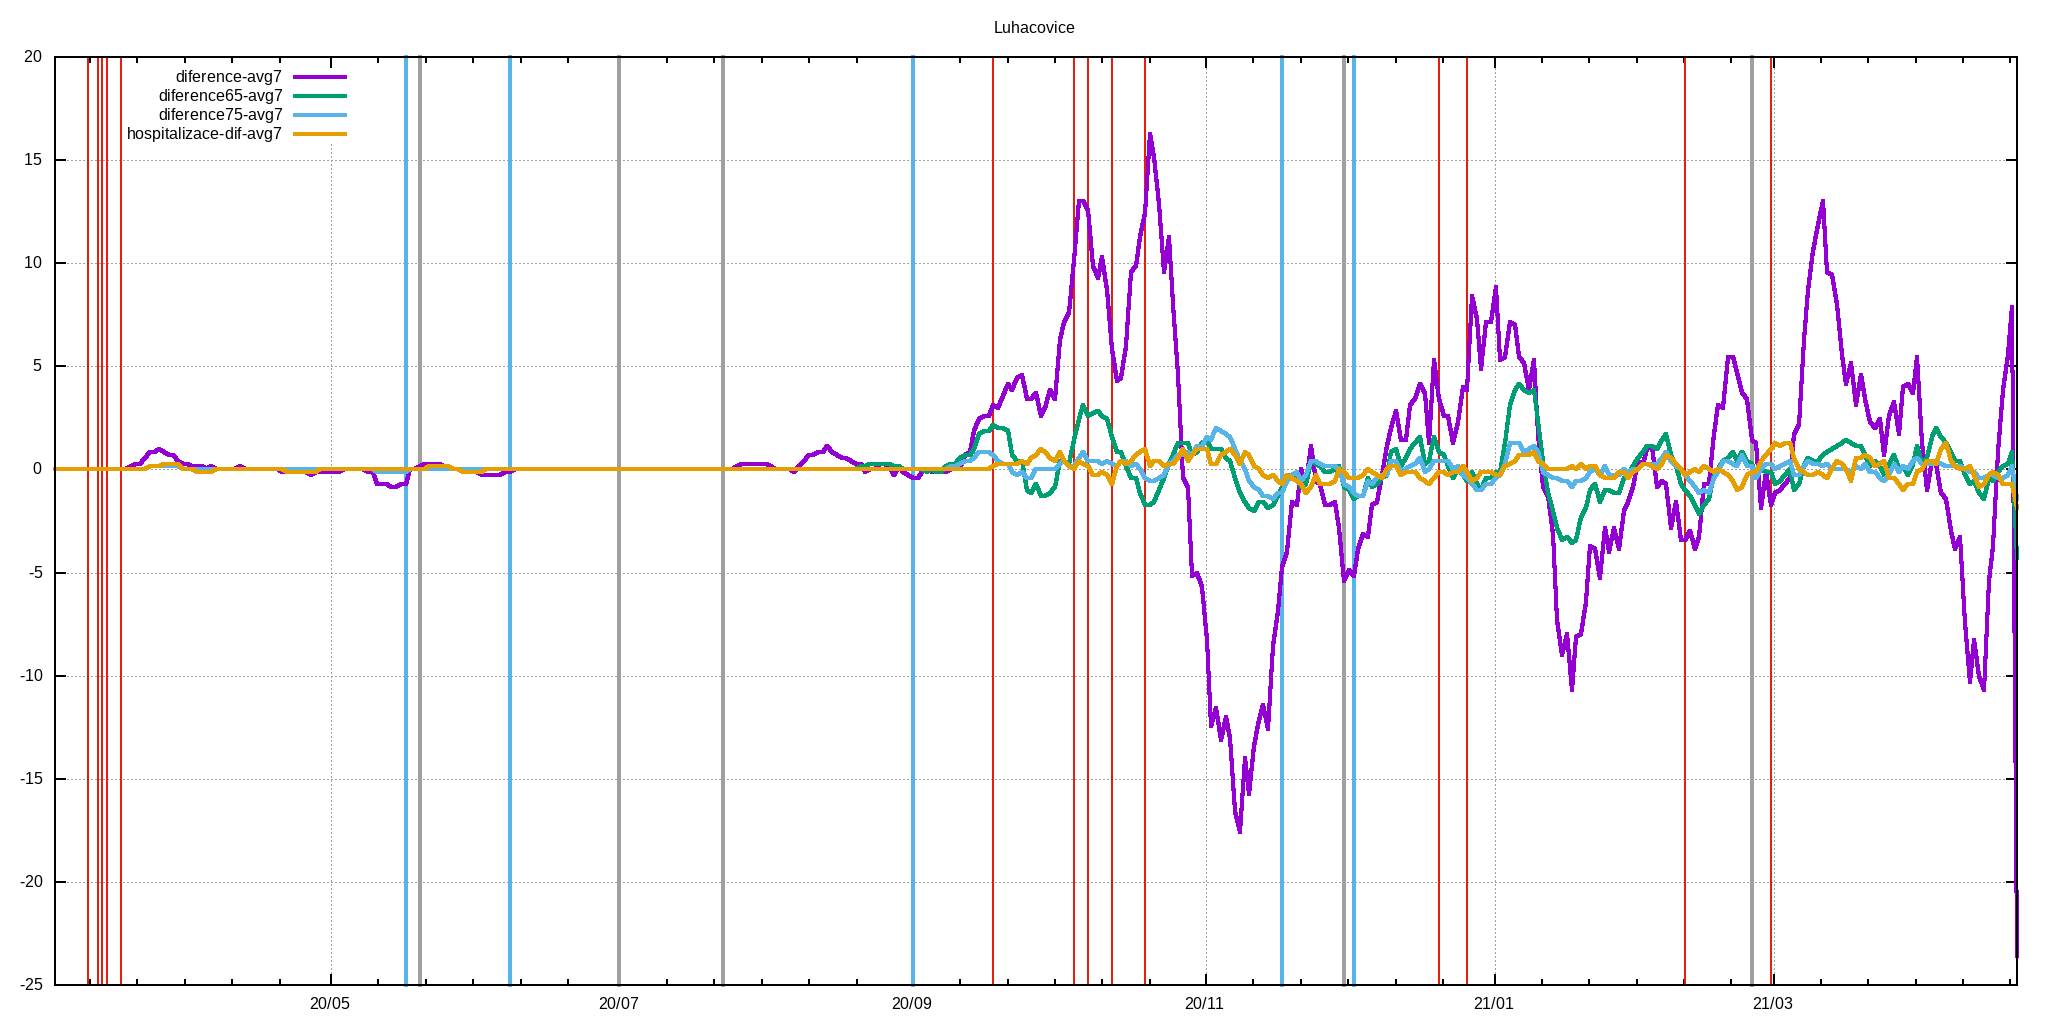 Luhacovice
diference-avg7
diference65-avg7
diference75-avg7
hospitalizace-dif-avg7
20
15
10
5
0
-5
-10
-15
-20
-25
20/05 20/07 20/09 20/11 21/01 21/03